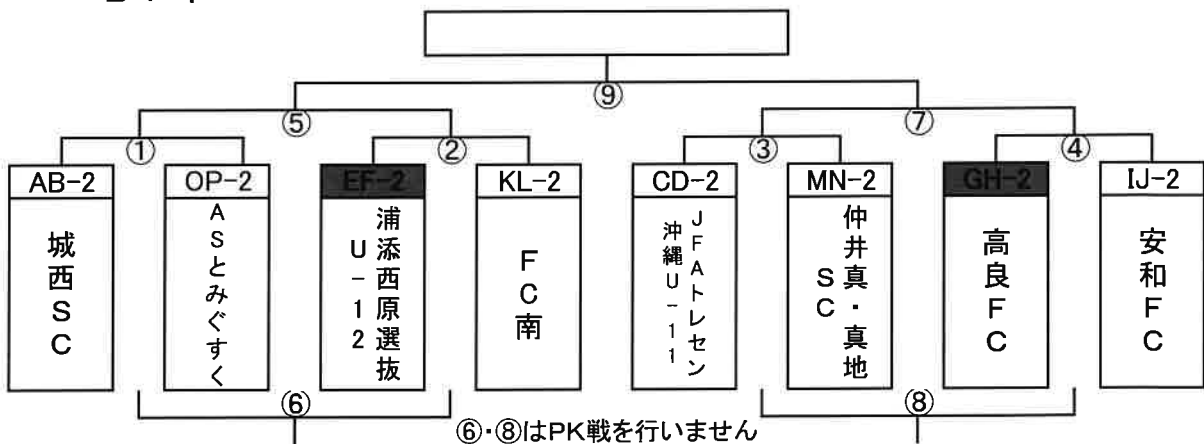 ⑨
⑤ ⑦
① ② ③ ④
AB-2 OP-2 EF-2 KL-2 CD-2 MN-2 GH-2 IJ-2
城西SC
ASとみぐすく
浦添西原選抜
U-12
FC南
JFAトレセン
沖縄U-11
仲井真・真地
SC
高良FC
安和FC
⑥ ⑧
⑥・⑧はPK戦を行いません